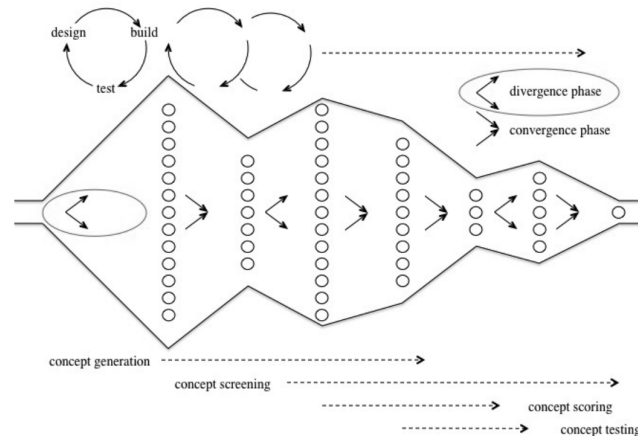 design
build
test
divergence phase
convergence phase
concept generation
concept screening
concept scoring
concept testing